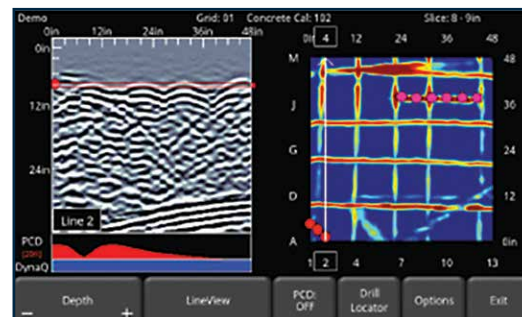 Demo Grid: 01 Concrete Cal: 102 Slice: 8 - 9in
0in 12in 24in 36in 48in
0in 4 12 24 36 48
0in
12in
24in
Line 2
M
J
G
D
A
48
36
24
12
0in
1 2 4 7 10 13
PCD
[20in]
DynaQ
- Depth +
LineView
PCD:
OFF
Drill
Locator
Options
Exit